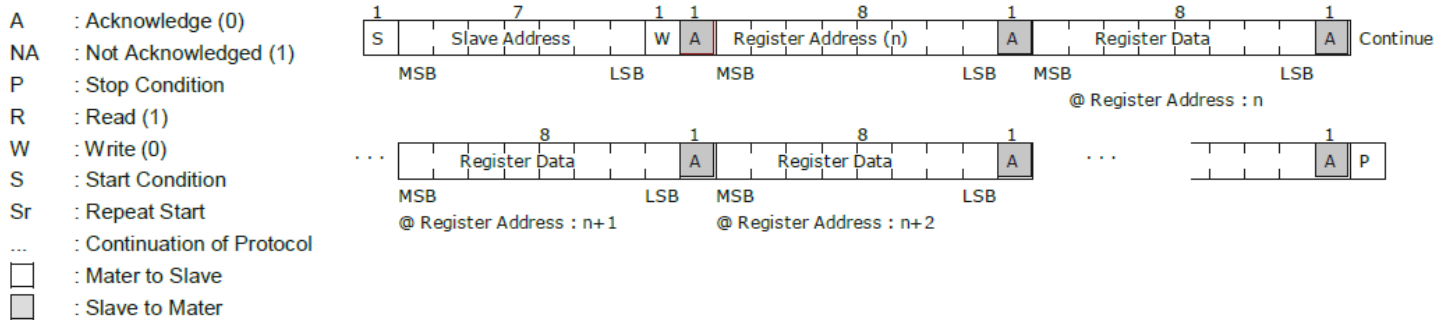 A : Acknowledge (0)
NA : Not Acknowledged (1)
P : Stop Condition
R : Read (1)
W : Write (0)
S : Start Condition
Sr : Repeat Start
... : Continuation of Protocol
: Mater to Slave
: Slave to Mater
1 7 1 1 8 1 8 1
S Slave Address W A Register Address (n) A Register Data A Continue
MSB LSB MSB LSB MSB LSB
@ Register Address : n
8 1 8 1 1
... Register Data A Register Data A ... A P
MSB LSB MSB LSB
@ Register Address : n+1 @ Register Address : n+2